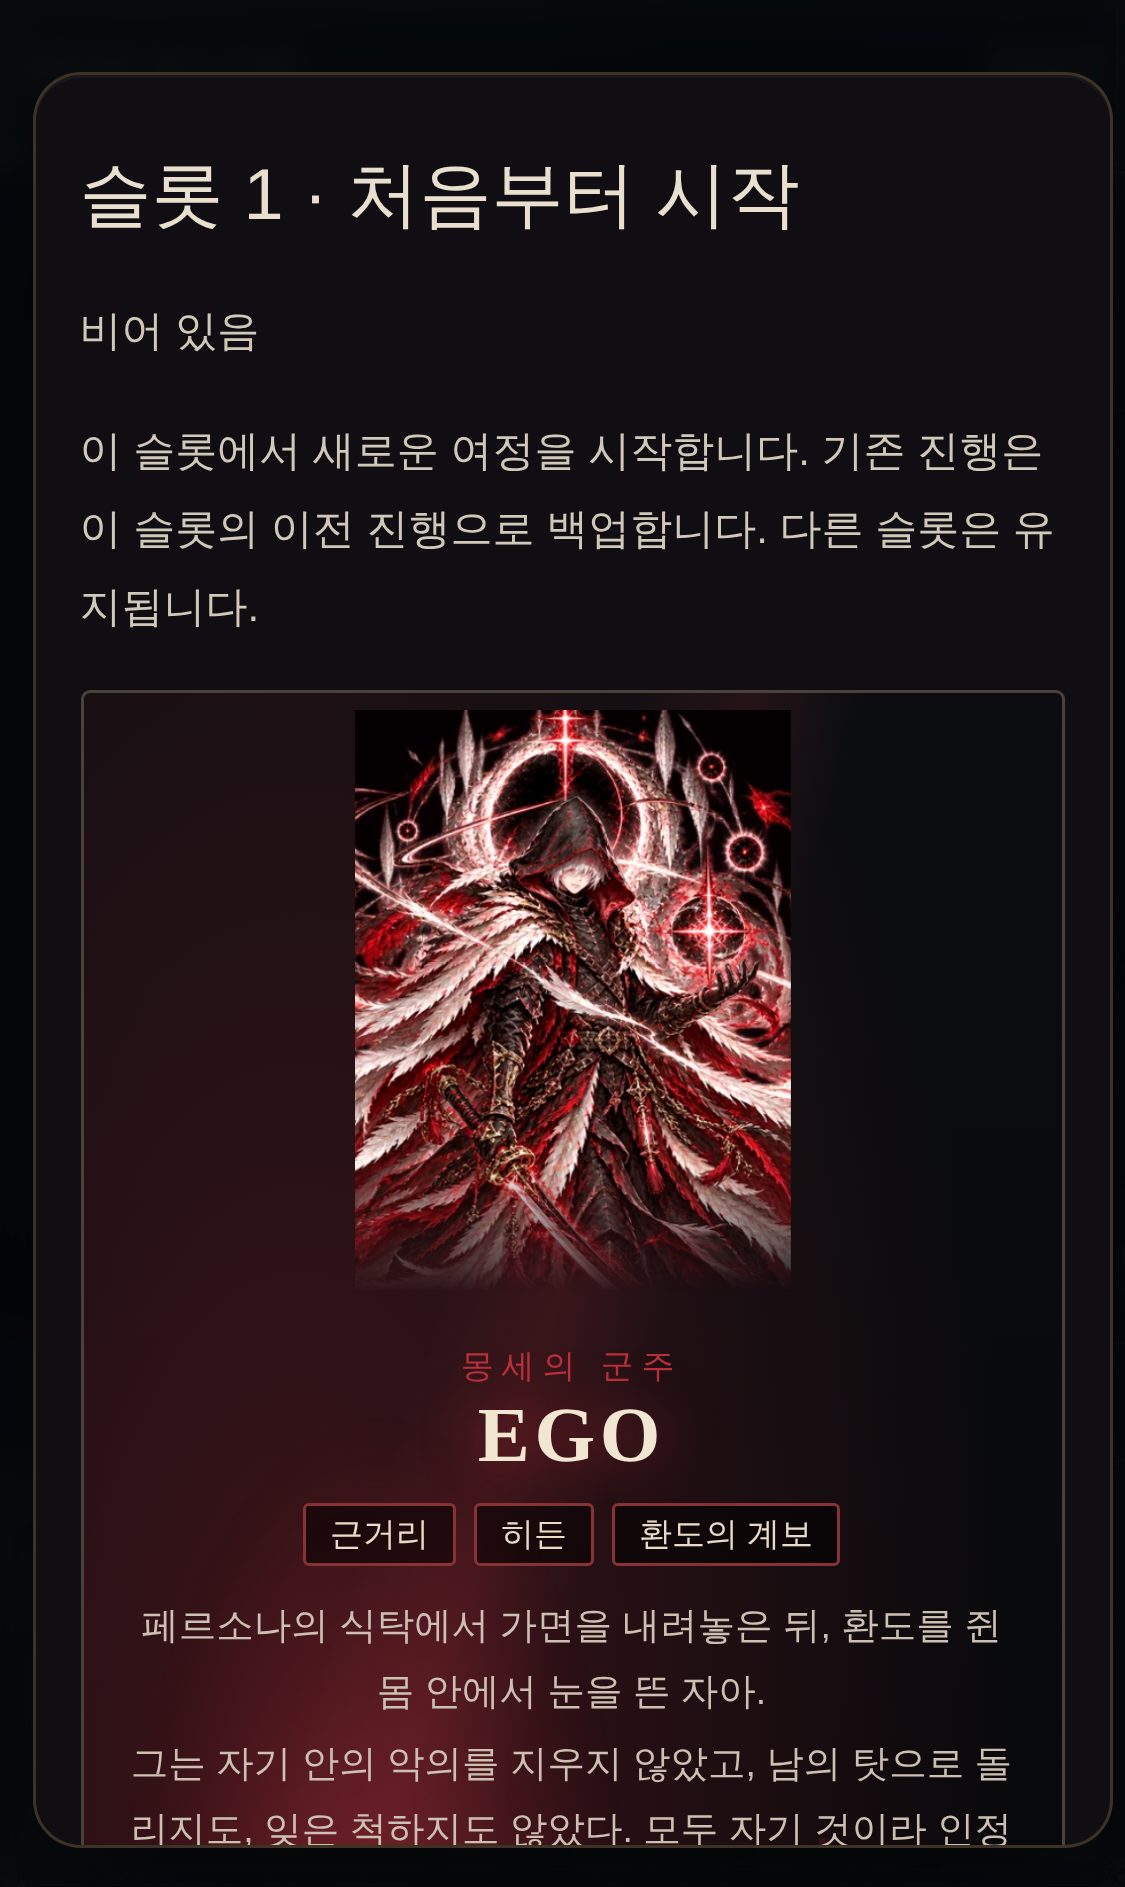 슬롯 1 · 처음부터 시작
비어 있음
이 슬롯에서 새로운 여정을 시작합니다. 기존 진행은
이 슬롯의 이전 진행으로 백업합니다. 다른 슬롯은 유
지됩니다.
몽세의 군주
EGO
근거리 히든 환도의 계보
페르소나의 식탁에서 가면을 내려놓은 뒤, 환도를 쥔
몸 안에서 눈을 뜬 자아.
그는 자기 안의 악의를 지우지 않았고, 남의 탓으로 돌
리지도, 잊은 척하지도 않았다. 모두 자기 것이라 인정